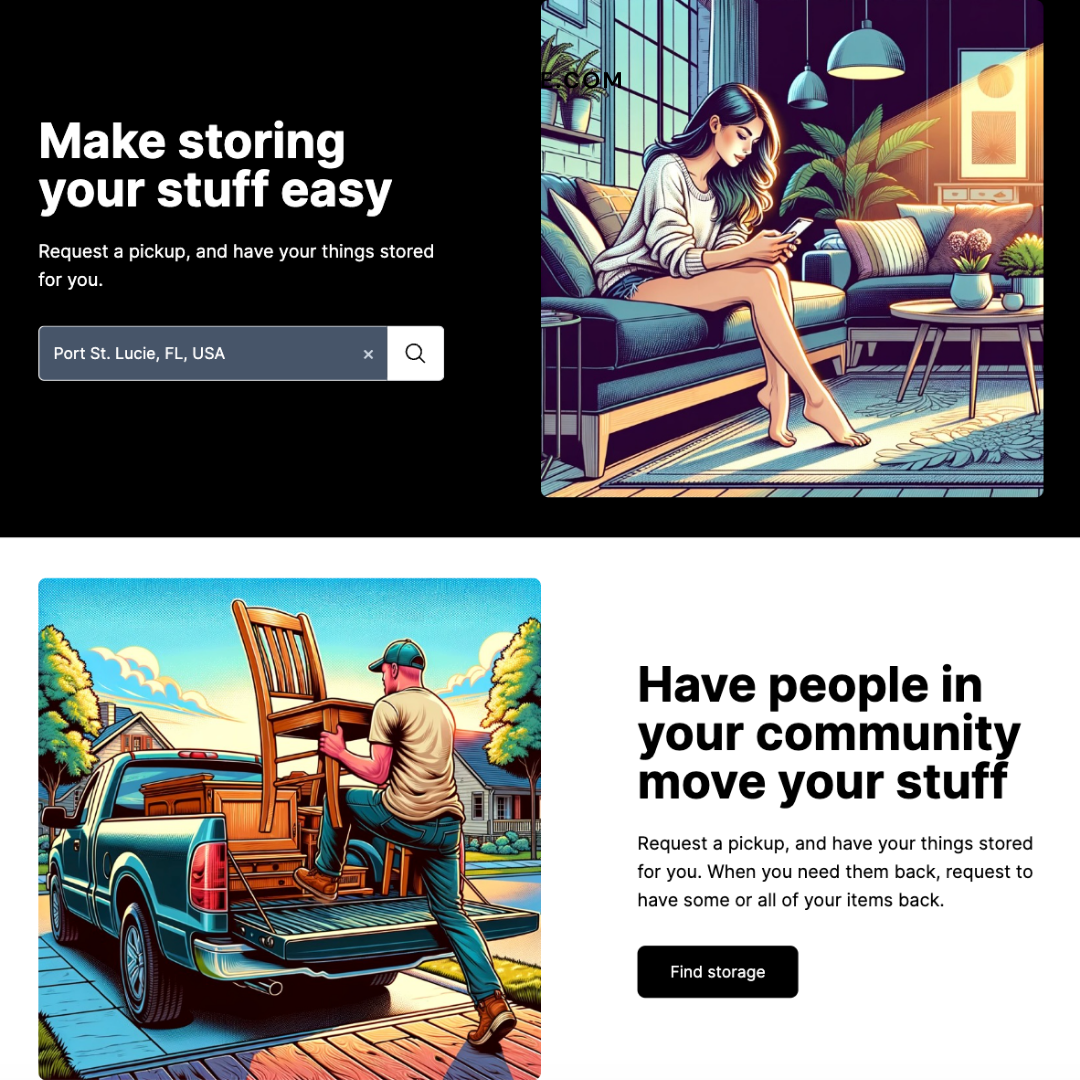 E.COM
Make storing
your stuff easy
Request a pickup, and have your things stored
for you.
Port St. Lucie, FL, USA
Have people in
your community
move your stuff
Request a pickup, and have your things stored
for you. When you need them back, request to
have some or all of your items back.
Find storage